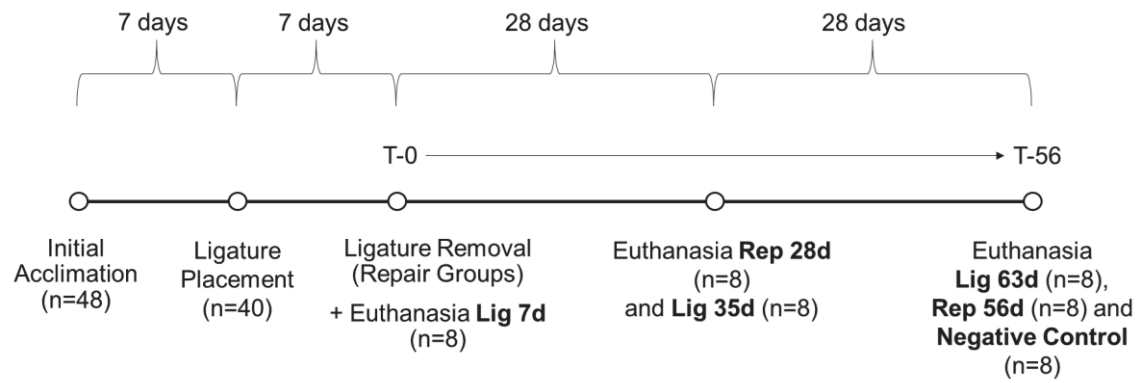 7 days
7 days
28 days
28 days
T-0
T-56
Initial
Acclimation
(n=48)
Ligature
Placement
(n=40)
Ligature Removal
(Repair Groups)
+ Euthanasia Lig 7d
(n=8)
Euthanasia Rep 28d
(n=8)
and Lig 35d (n=8)
Euthanasia
Lig 63d (n=8),
Rep 56d (n=8) and
Negative Control
(n=8)